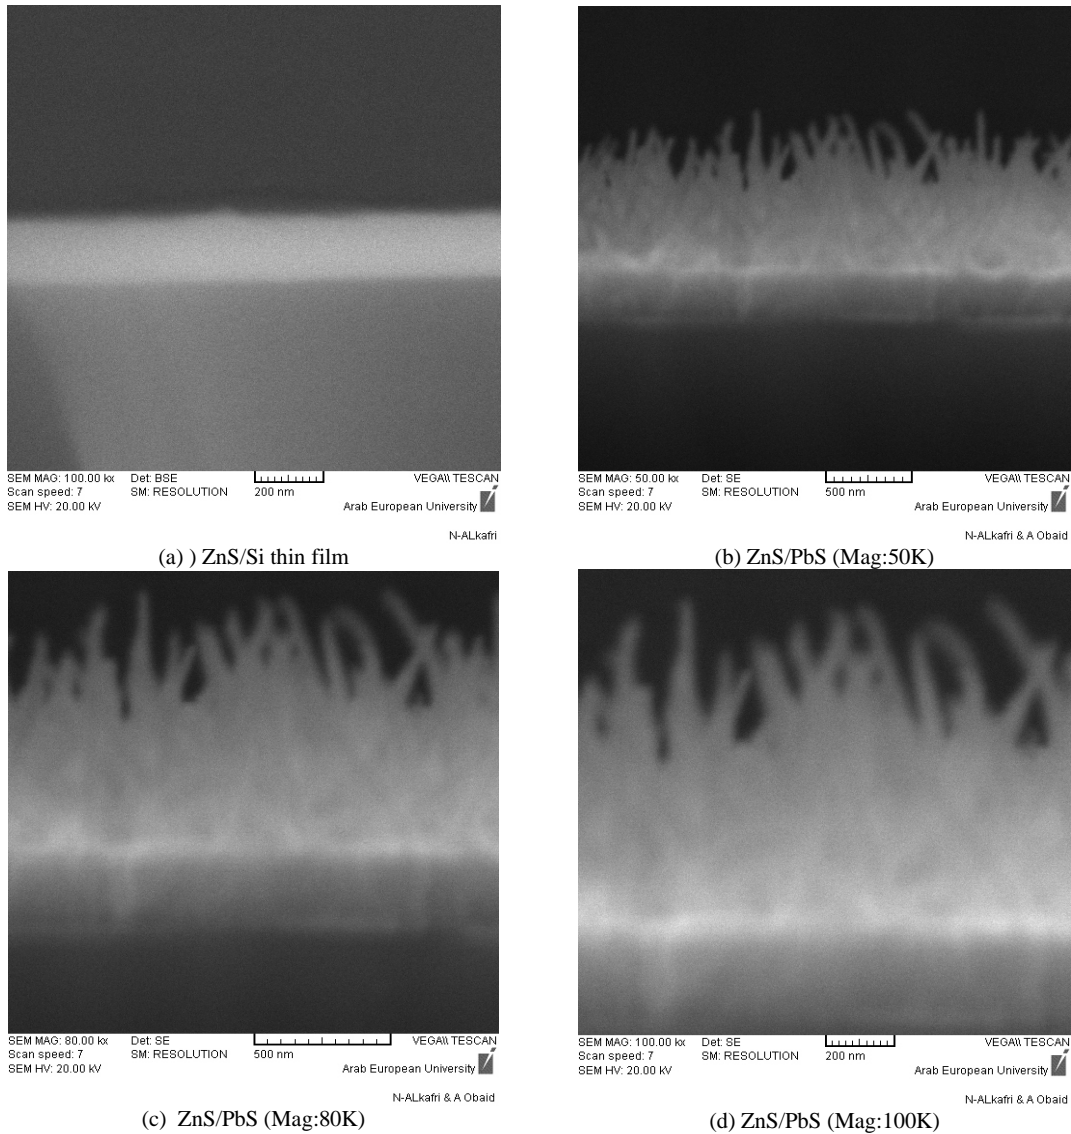 SEM MAG: 100.00 kx Det: BSE VEGA\\ TESCAN
Scan speed: 7 SM: RESOLUTION 200 nm
SEM HV: 20.00 kV Arab European University
N-ALkafri
(a) ) ZnS/Si thin film
SEM MAG: 50.00 kx Det: SE VEGA\\ TESCAN
Scan speed: 7 SM: RESOLUTION 500 nm
SEM HV: 20.00 kV Arab European University
N-ALkafri & A Obaid
(b) ZnS/PbS (Mag:50K)
SEM MAG: 80.00 kx Det: SE VEGA\\ TESCAN
Scan speed: 7 SM: RESOLUTION 500 nm
SEM HV: 20.00 kV Arab European University
N-ALkafri & A Obaid
(c) ZnS/PbS (Mag:80K)
SEM MAG: 100.00 kx Det: SE VEGA\\ TESCAN
Scan speed: 7 SM: RESOLUTION 200 nm
SEM HV: 20.00 kV Arab European University
N-ALkafri & A Obaid
(d) ZnS/PbS (Mag:100K)